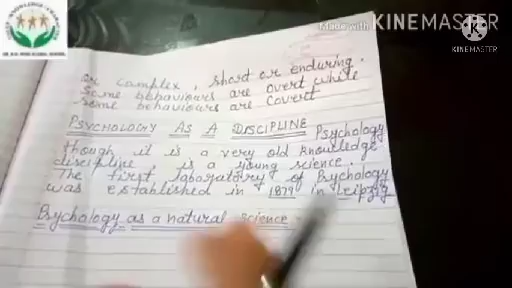 Made with KINEMASTER
KINEMASTER
or complex, short or enduring.
Some behaviours are overt while
some behaviours are covert
PSYCHOLOGY AS A DISCIPLINE Psychology
though it is a very old knowledge
discipline is a young science.
The first laboratory of Psychology
was established in 1879 in Leipzig
Psychology as a natural science